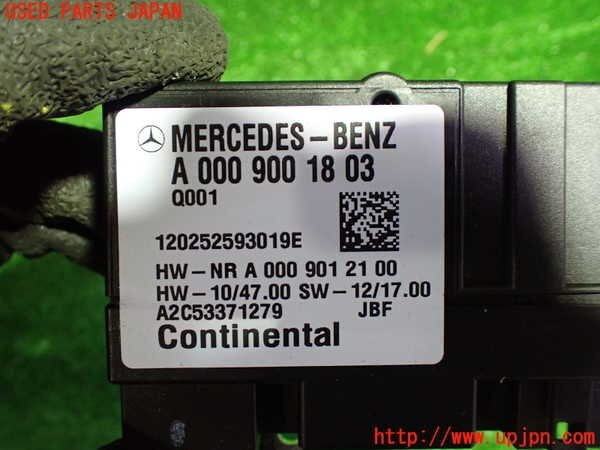 USED PARTS JAPAN
MERCEDES-BENZ
A 000 900 18 03
Q001
120252593019E
HW-NR A 000 901 21 00
HW-10/47.00 SW-12/17.00
A2C53371279 JBF
Continental
http://www.upjpn.com/